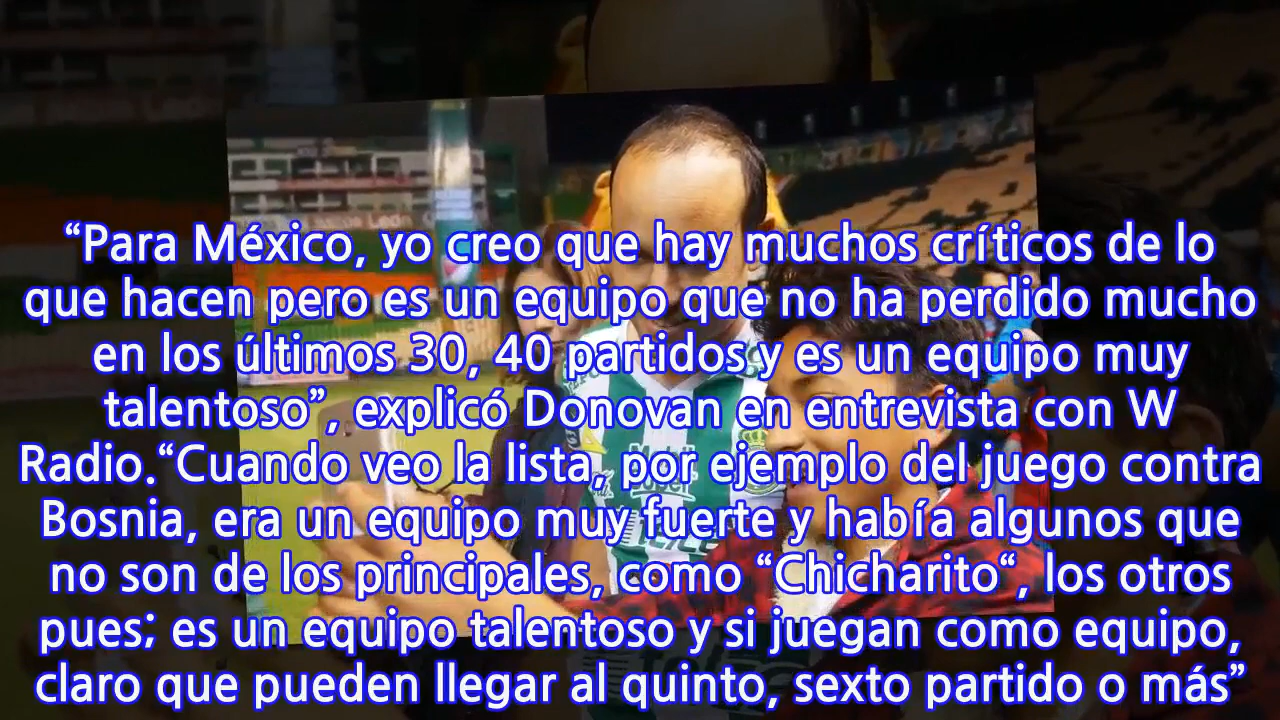 “Para México, yo creo que hay muchos críticos de lo
que hacen pero es un equipo que no ha perdido mucho
en los últimos 30, 40 partidos y es un equipo muy
talentoso”, explicó Donovan en entrevista con W
Radio.“Cuando veo la lista, por ejemplo del juego contra
Bosnia, era un equipo muy fuerte y había algunos que
no son de los principales, como “Chicharito“, los otros
pues; es un equipo talentoso y si juegan como equipo,
claro que pueden llegar al quinto, sexto partido o más”